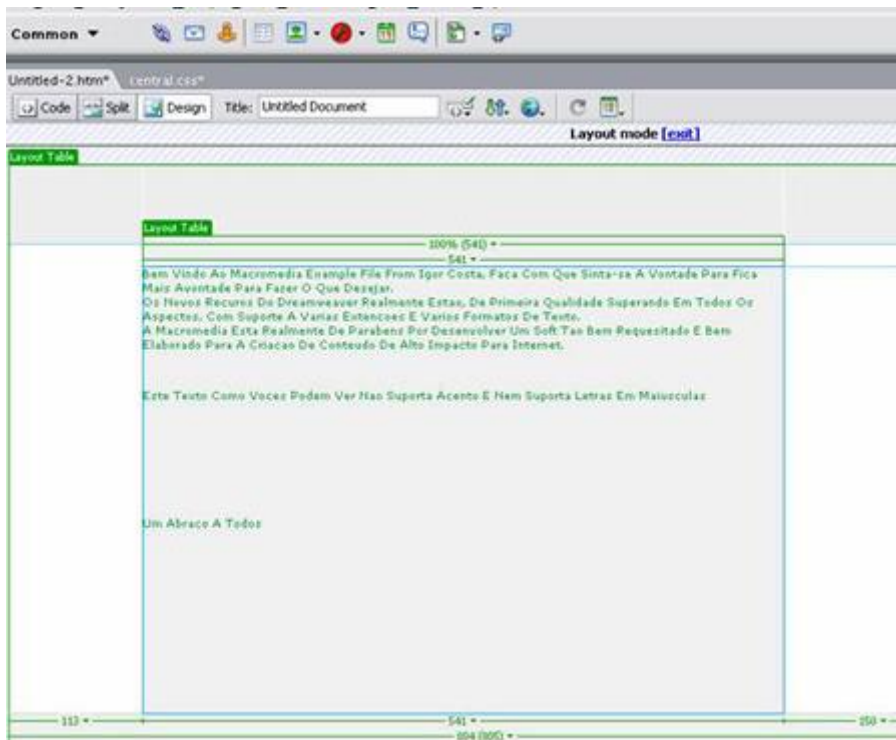 Common
Untitled-2.htm* central.css*
Code Split Design Title: Untitled Document
Layout mode [exit]
Layout Table
Layout Table
100% (541)
541
Bem Vindo Ao Macromedia Example File From Igor Costa, Faca Com Que Sinta-se A Vontade Para Fica
Mais Avontade Para Fazer O Que Desejar.
Os Novos Recuros Do Dreamweaver Realmente Estao, De Primeira Qualidade Superando Em Todos Os
Aspectos, Com Suporte A Varias Extencoes E Varios Formatos De Texto.
A Macromedia Esta Realmente De Parabens Por Desenvolver Um Soft Tao Bem Requesitado E Bem
Elaborado Para A Criacao De Conteudo De Alto Impacto Para Internet.
Este Texto Como Voces Podem Ver Nao Suporta Acento E Nem Suporta Letras Em Maiusculas
Um Abraco A Todos
113 541 150